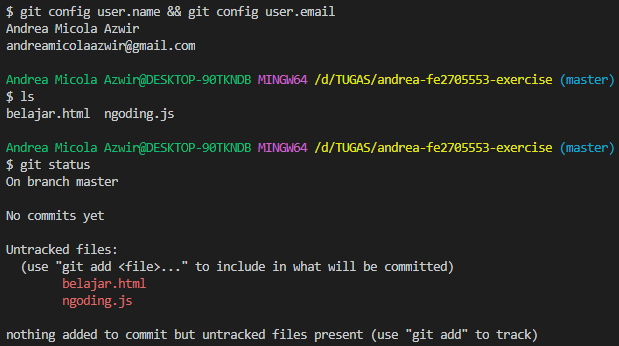 $ git config user.name && git config user.email
Andrea Micola Azwir
andreamicolaazwir@gmail.com
Andrea Micola Azwir@DESKTOP-90TKNDB MINGW64 /d/TUGAS/andrea-fe2705553-exercise (master)
$ ls
belajar.html  ngoding.js
Andrea Micola Azwir@DESKTOP-90TKNDB MINGW64 /d/TUGAS/andrea-fe2705553-exercise (master)
$ git status
On branch master
No commits yet
Untracked files:
  (use "git add <file>..." to include in what will be committed)
        belajar.html
        ngoding.js
nothing added to commit but untracked files present (use "git add" to track)